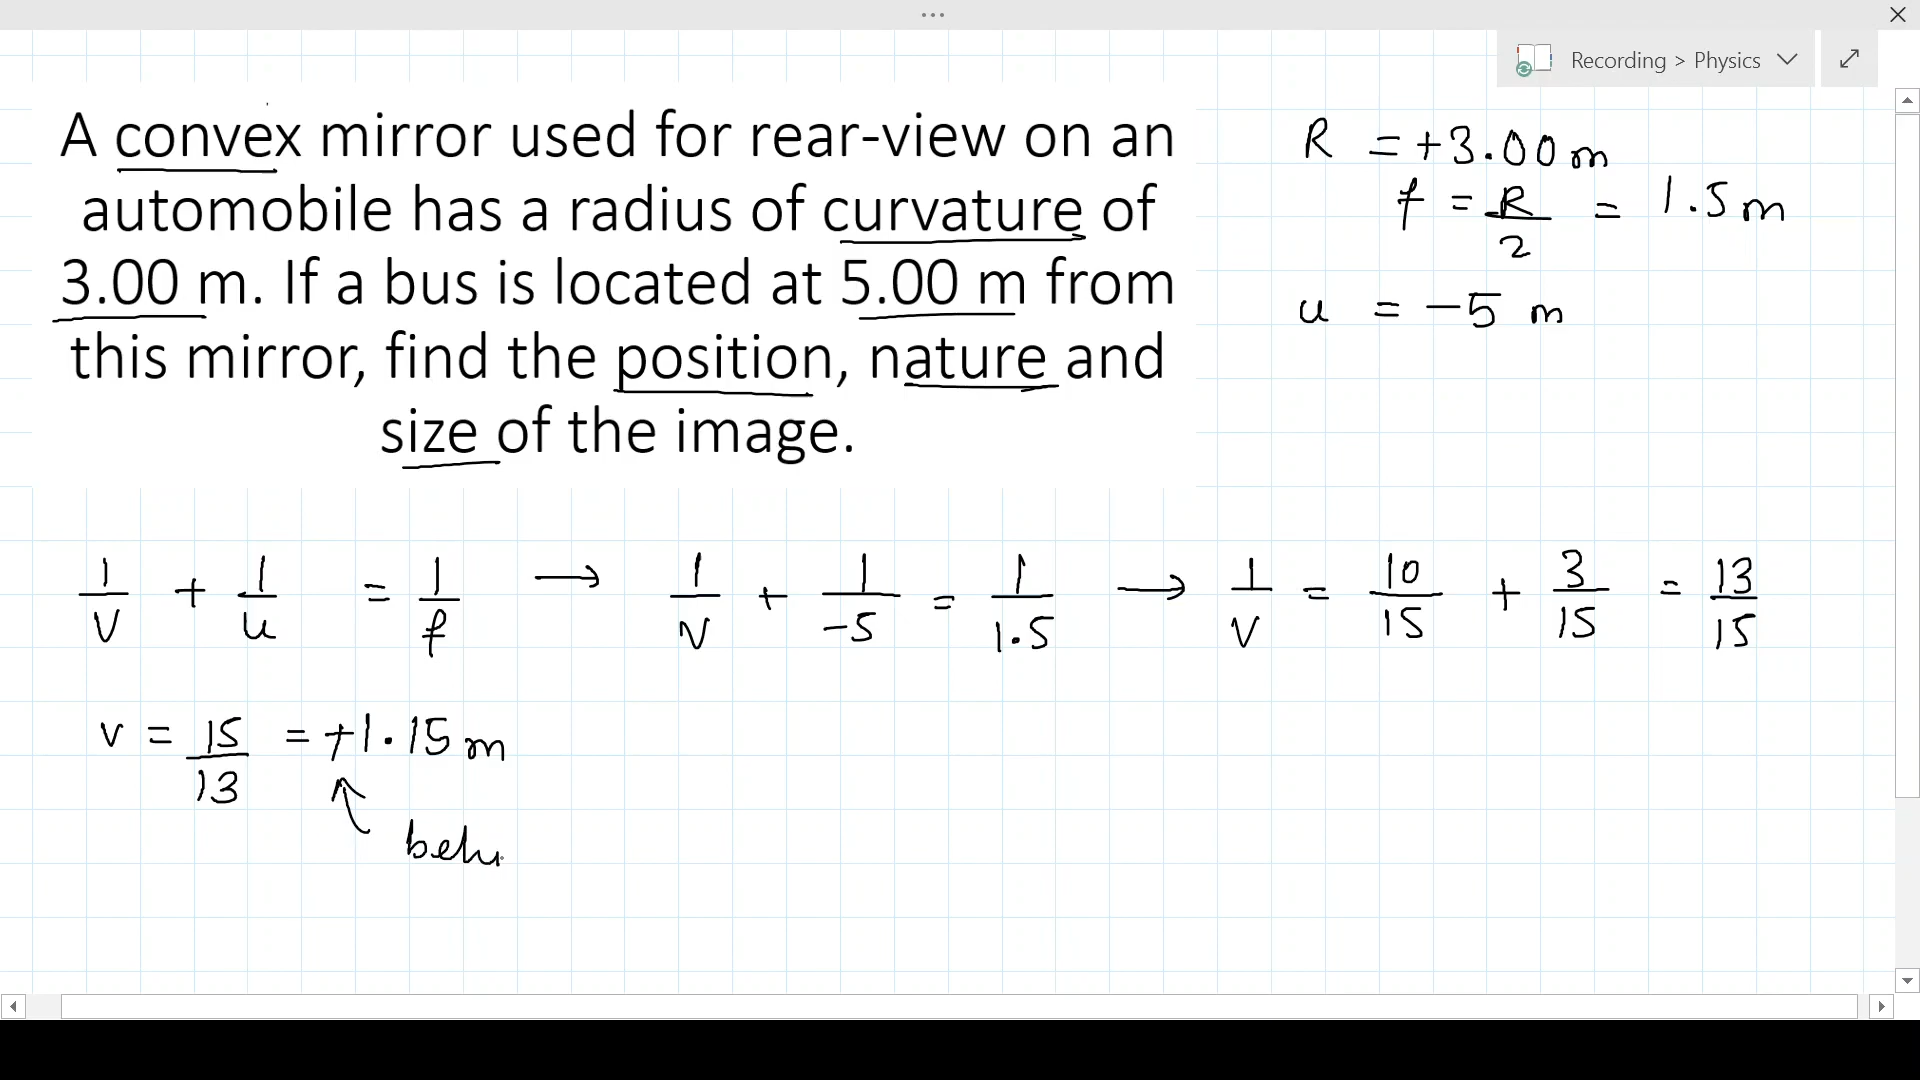 Recording > Physics
A convex mirror used for rear-view on an
automobile has a radius of curvature of
3.00 m. If a bus is located at 5.00 m from
this mirror, find the position, nature and
size of the image.
R = +3.00 m
f = R/2 = 1.5 m
u = -5 m
1/v + 1/u = 1/f → 1/v + 1/-5 = 1/1.5 → 1/v = 10/15 + 3/15 = 13/15
v = 15/13 = +1.15 m